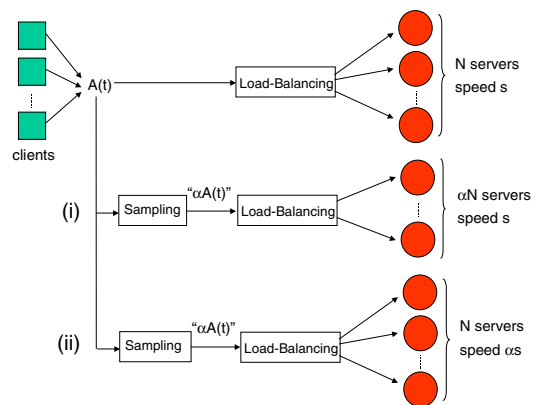 A(t)
Load-Balancing
N servers
speed s
clients
(i)
Sampling
“αA(t)”
Load-Balancing
αN servers
speed s
(ii)
Sampling
“αA(t)”
Load-Balancing
N servers
speed αs